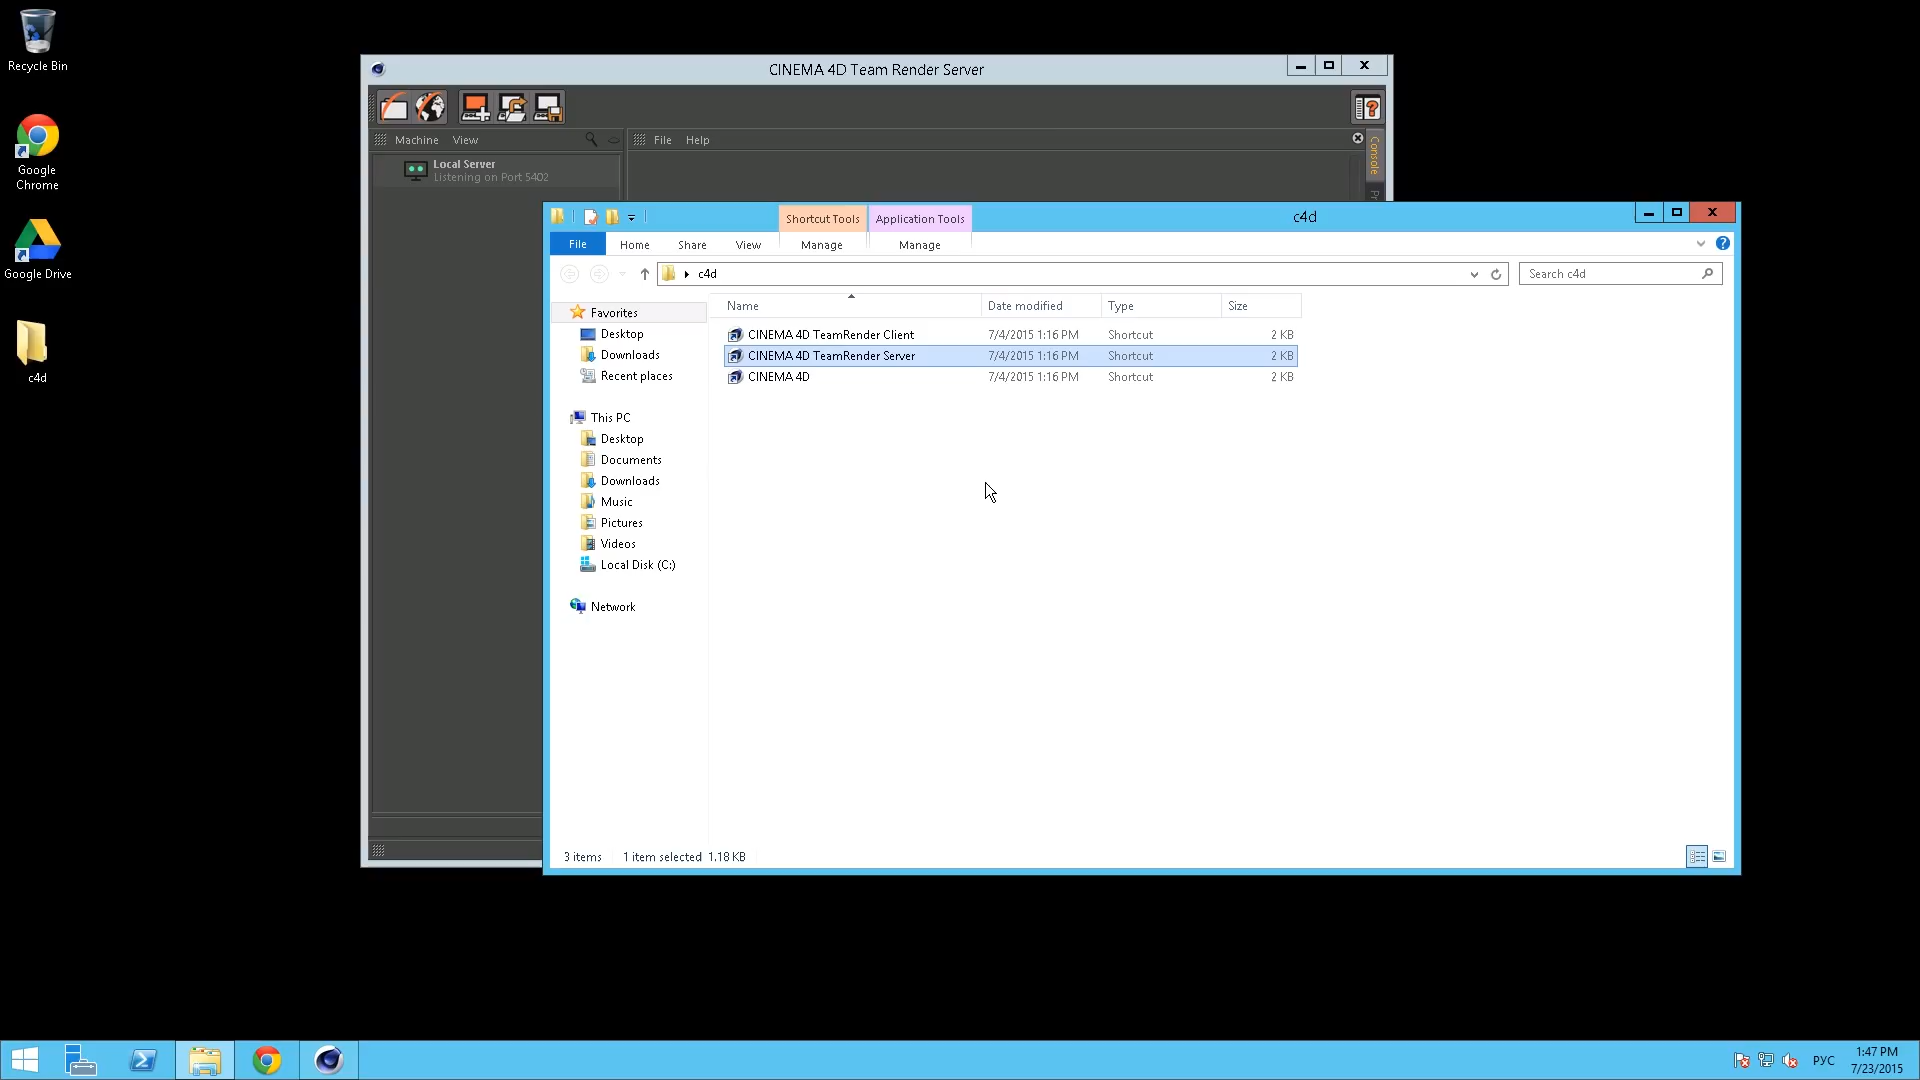 Recycle Bin
Google
Chrome
Google Drive
c4d
CINEMA 4D Team Render Server
Machine View
File Help
Local Server
Listening on Port 5402
Console
Shortcut Tools Application Tools
c4d
File Home Share View Manage Manage
c4d
Search c4d
Name Date modified Type Size
CINEMA 4D TeamRender Client 7/4/2015 1:16 PM Shortcut 2 KB
CINEMA 4D TeamRender Server 7/4/2015 1:16 PM Shortcut 2 KB
CINEMA 4D 7/4/2015 1:16 PM Shortcut 2 KB
Favorites
Desktop
Downloads
Recent places
This PC
Desktop
Documents
Downloads
Music
Pictures
Videos
Local Disk (C:)
Network
3 items 1 item selected 1.18 KB
РУС
1:47 PM
7/23/2015